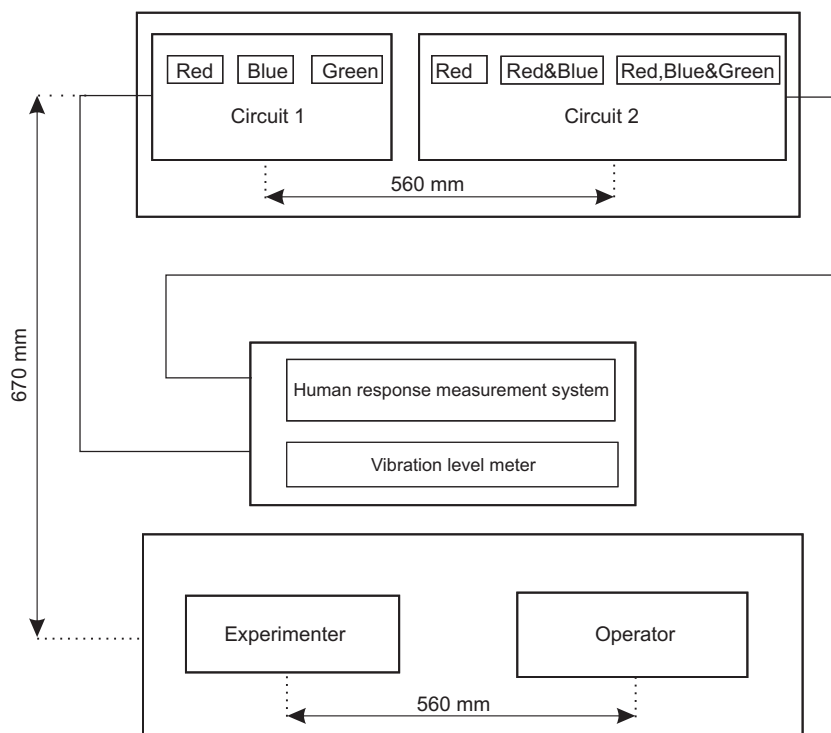 Red Blue Green
Circuit 1
Red Red&Blue Red,Blue&Green
Circuit 2
560 mm
670 mm
Human response measurement system
Vibration level meter
Experimenter
Operator
560 mm